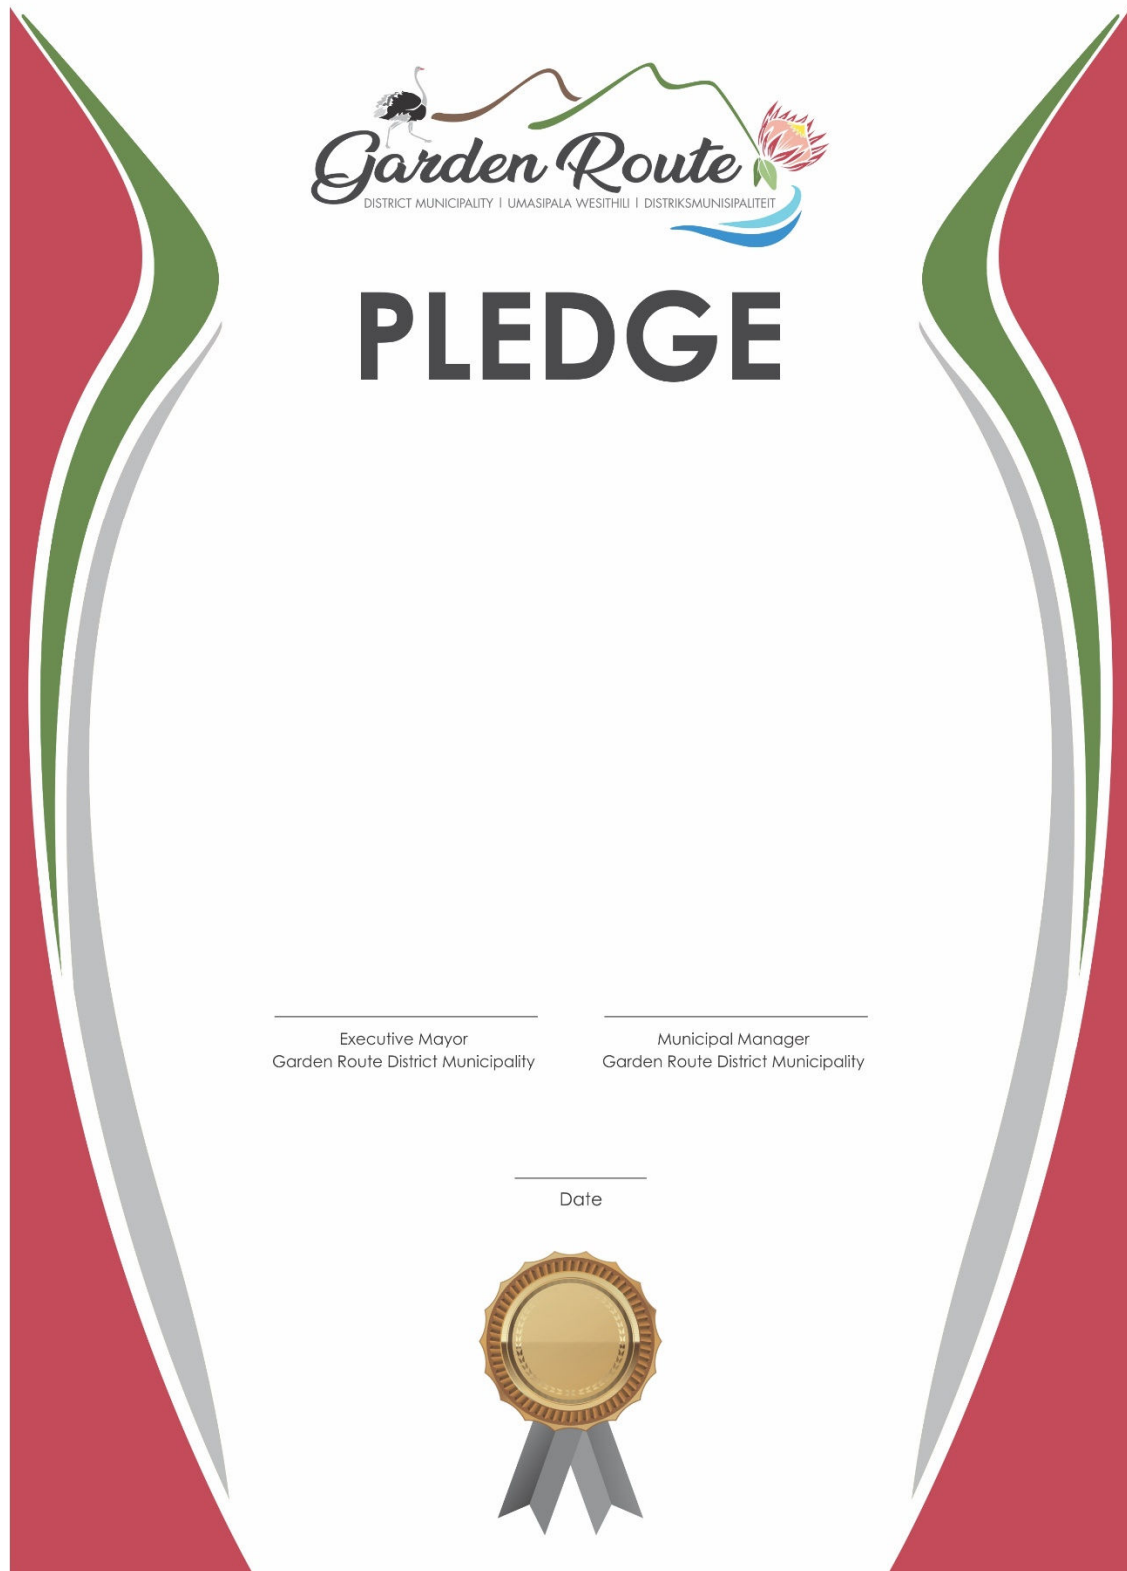 Garden Route
DISTRICT MUNICIPALITY | UMASIPALA WESITHILI | DISTRIKSMUNISIPALITEIT
PLEDGE
Executive Mayor
Garden Route District Municipality
Municipal Manager
Garden Route District Municipality
Date